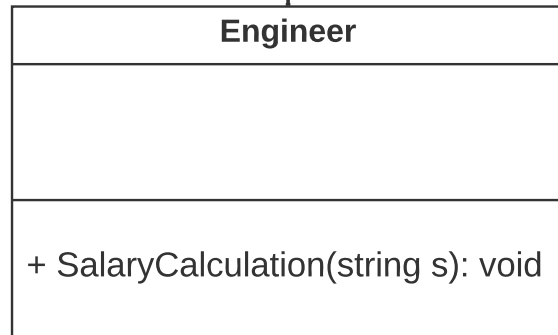 Engineer
+ SalaryCalculation(string s): void